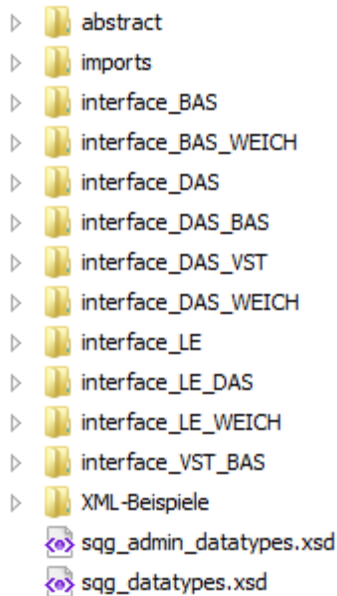 abstract
imports
interface_BAS
interface_BAS_WEICH
interface_DAS
interface_DAS_BAS
interface_DAS_VST
interface_DAS_WEICH
interface_LE
interface_LE_DAS
interface_LE_WEICH
interface_VST_BAS
XML-Beispiele
sqg_admin_datatypes.xsd
sqg_datatypes.xsd